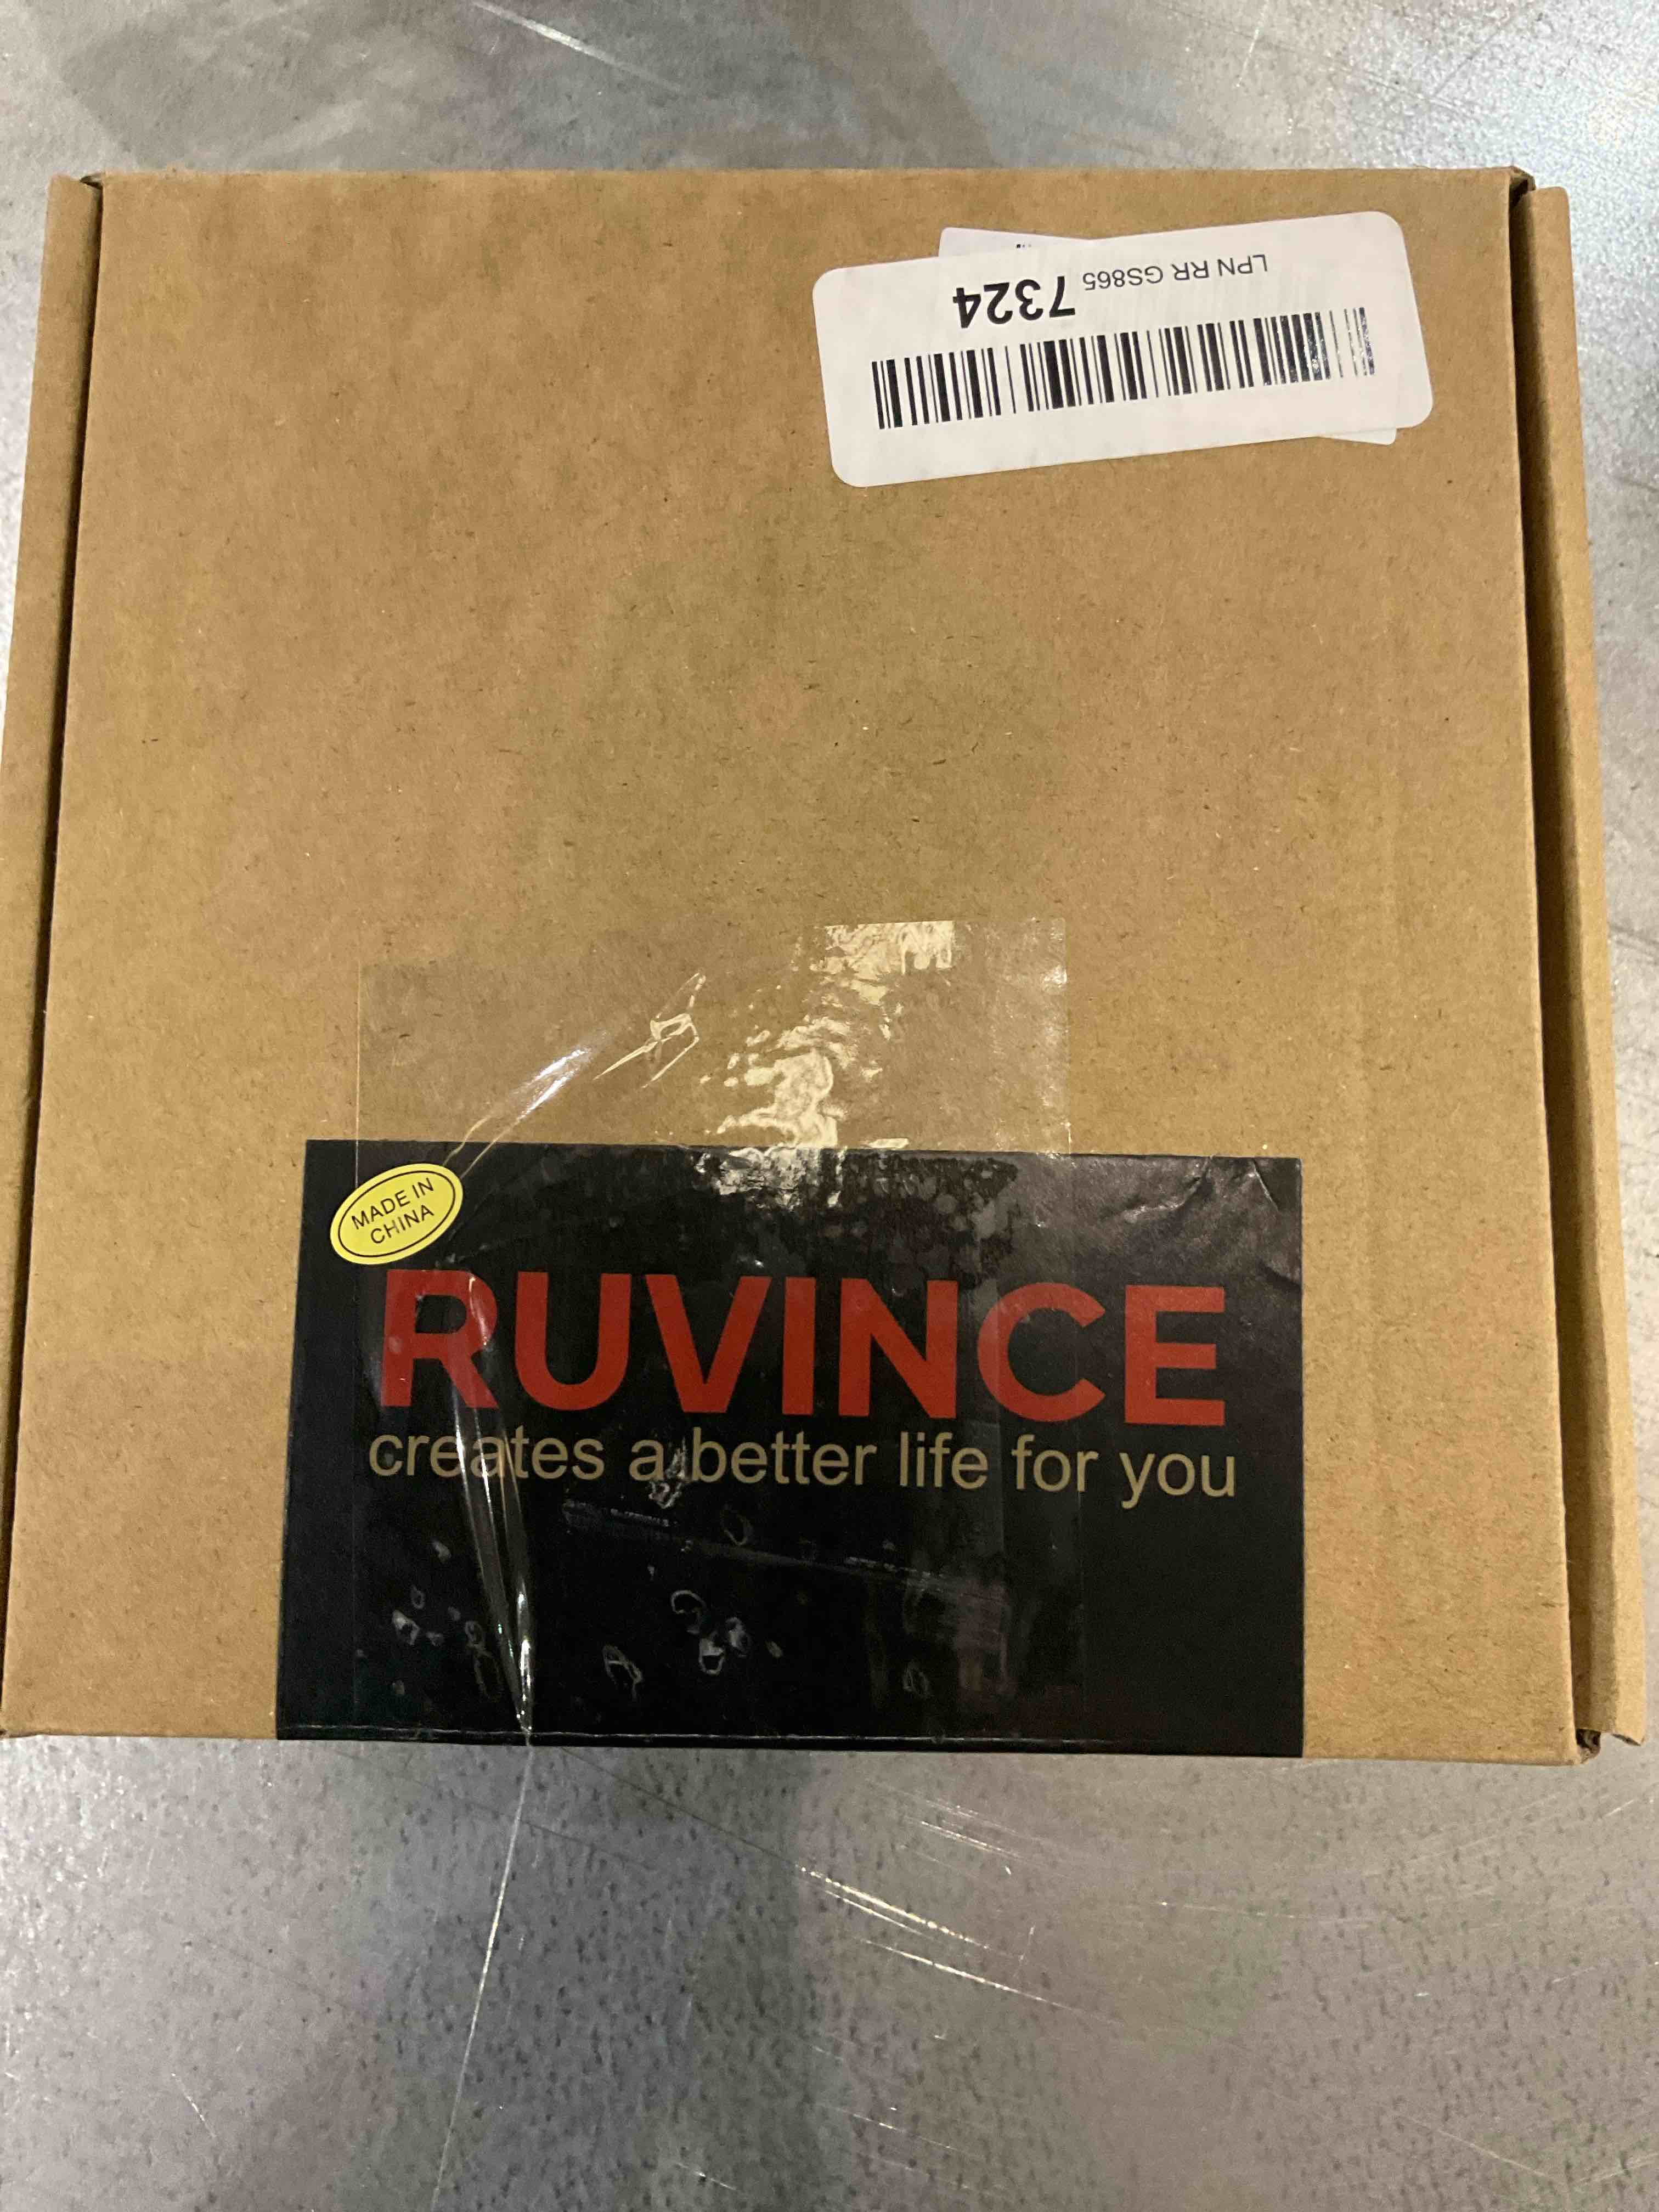 LPN RR GS865 7324
MADE IN
CHINA
RUVINCE
creates a better life for you